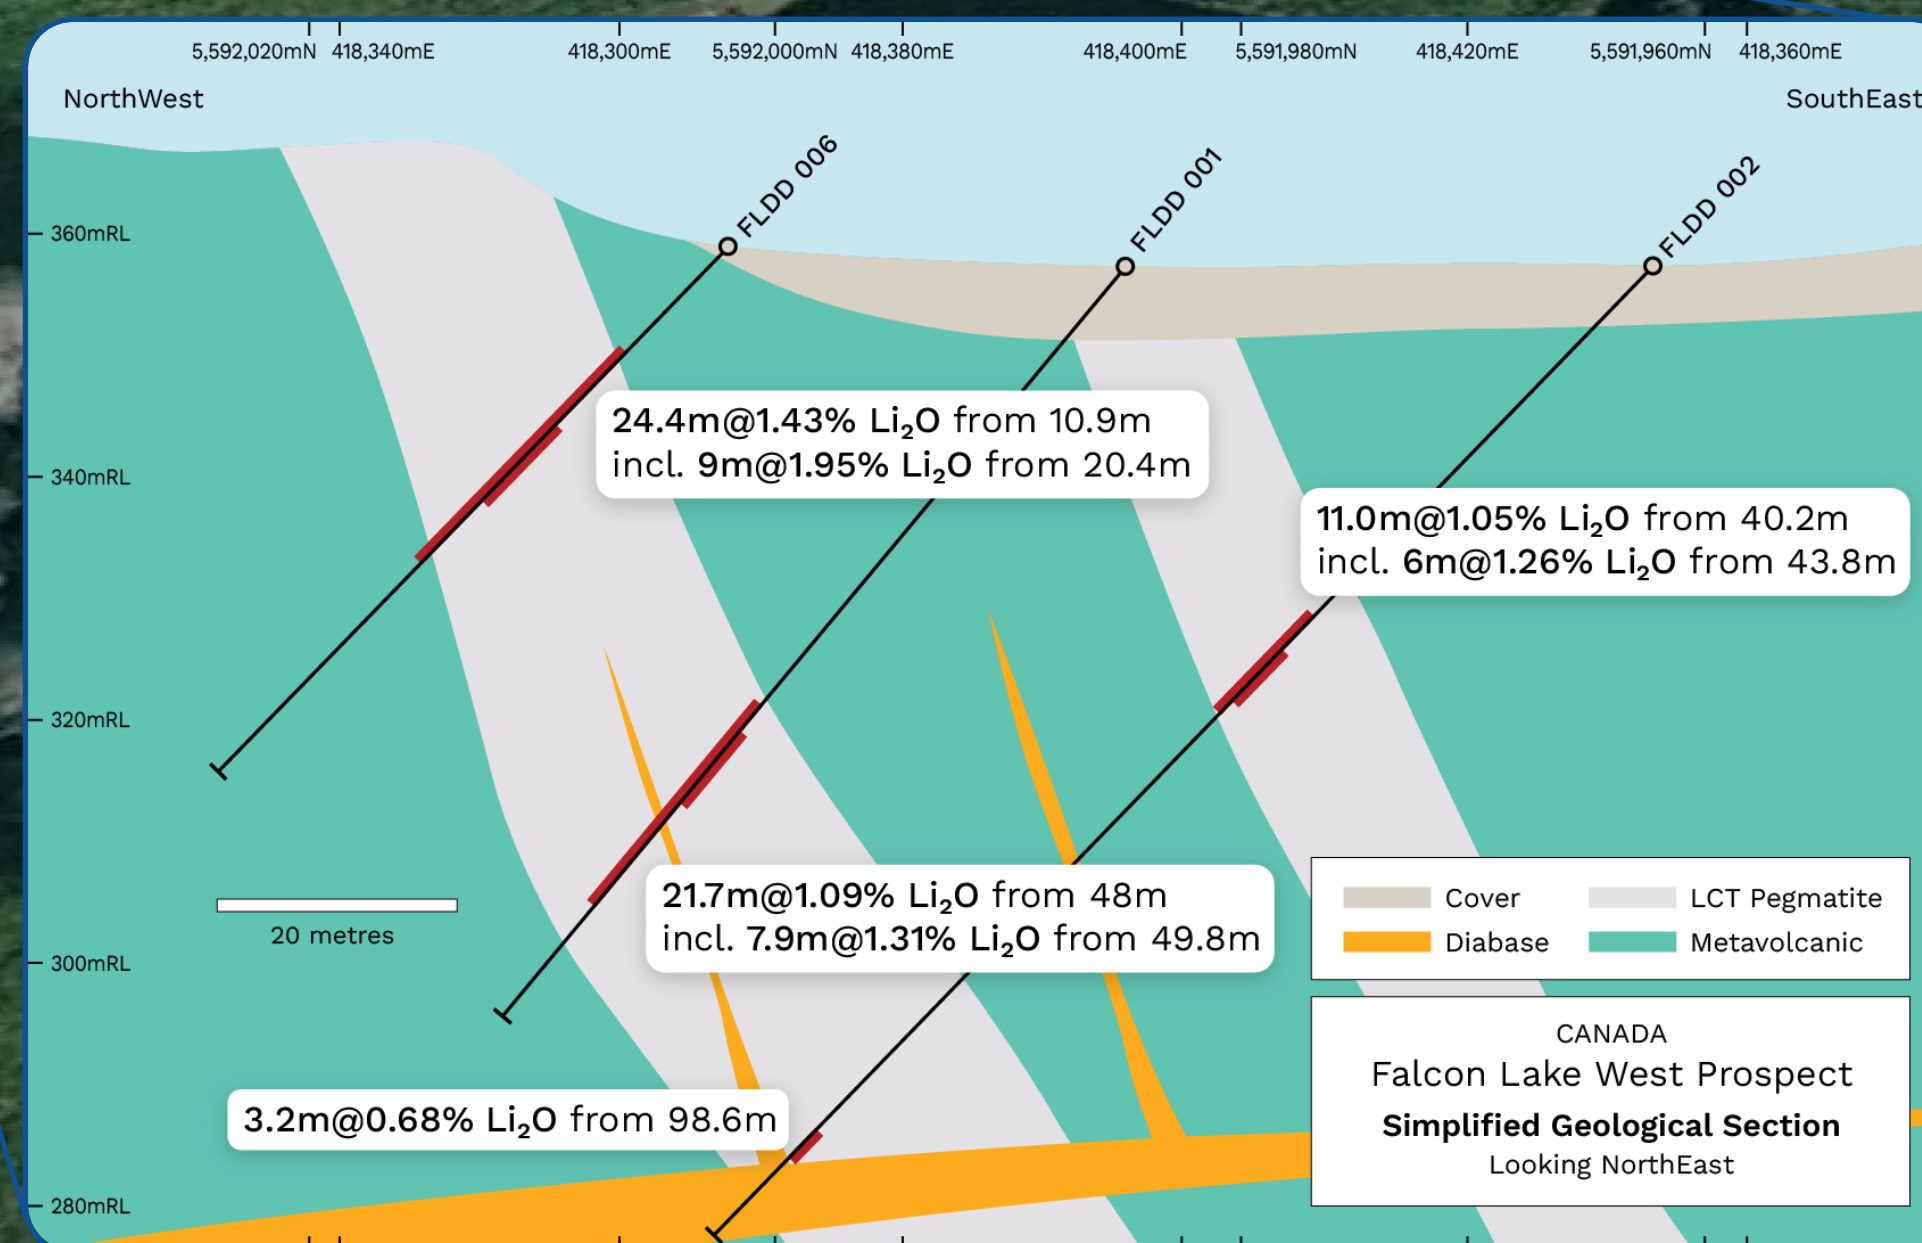 5,592,020mN 418,340mE 418,300mE 5,592,000mN 418,380mE 418,400mE 5,591,980mN 418,420mE 5,591,960mN 418,360mE
NorthWest
SouthEast
FLDD 006
FLDD 001
FLDD 002
360mRL
340mRL
320mRL
300mRL
280mRL
24.4m@1.43% Li₂O from 10.9m
incl. 9m@1.95% Li₂O from 20.4m
11.0m@1.05% Li₂O from 40.2m
incl. 6m@1.26% Li₂O from 43.8m
21.7m@1.09% Li₂O from 48m
incl. 7.9m@1.31% Li₂O from 49.8m
3.2m@0.68% Li₂O from 98.6m
20 metres
Cover
LCT Pegmatite
Diabase
Metavolcanic
CANADA
Falcon Lake West Prospect
Simplified Geological Section
Looking NorthEast